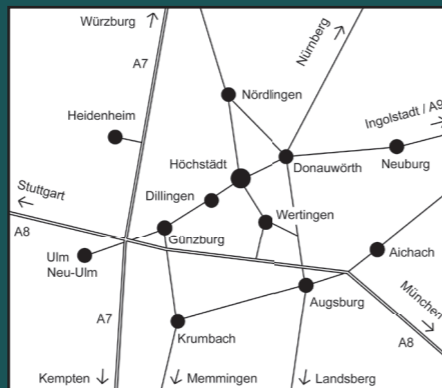 Würzburg
A7
Nürnberg
Nördlingen
Ingolstadt / A9
Heidenheim
Höchstädt
Donauwörth
Neuburg
Stuttgart
Dillingen
Wertingen
A8
Günzburg
Ulm
Neu-Ulm
Aichach
Augsburg
München
A7
Krumbach
A8
Kempten
Memmingen
Landsberg